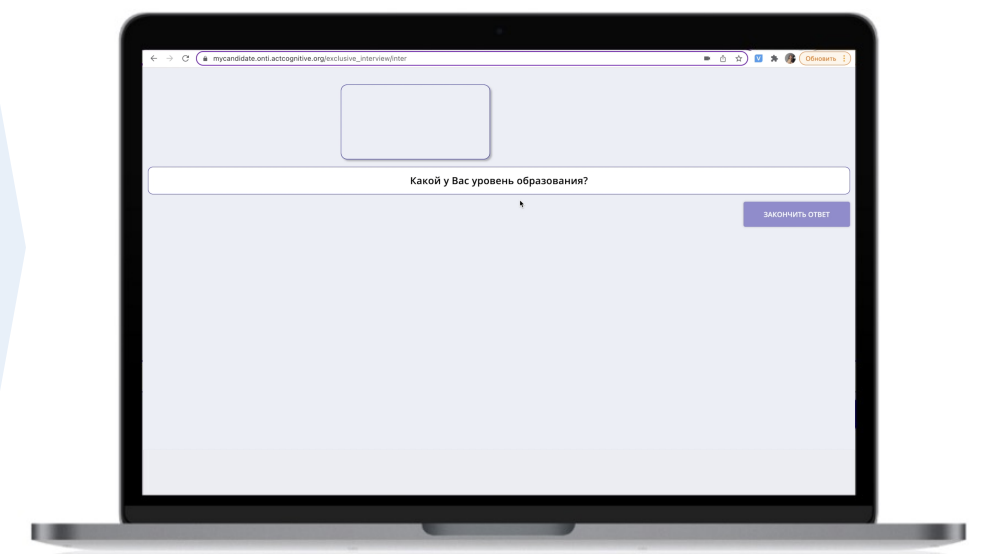 mycandidate.onti.actcognitive.org/exclusive_interview/inter
Обновить
Какой у Вас уровень образования?
ЗАКОНЧИТЬ ОТВЕТ